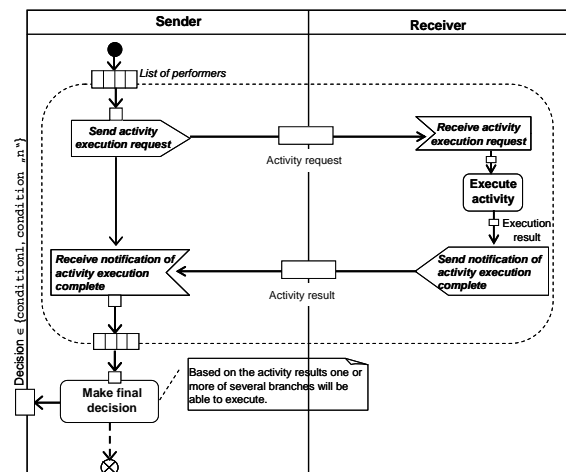 Sender
Receiver
List of performers
Send activity
execution request
Receive activity
execution request
Activity request
Execute
activity
Execution
result
Receive notification of
activity execution
complete
Send notification of
activity execution
complete
Activity result
Decision ∈ {condition1, condition „n“}
Make final
decision
Based on the activity results one or
more of several branches will be
able to execute.